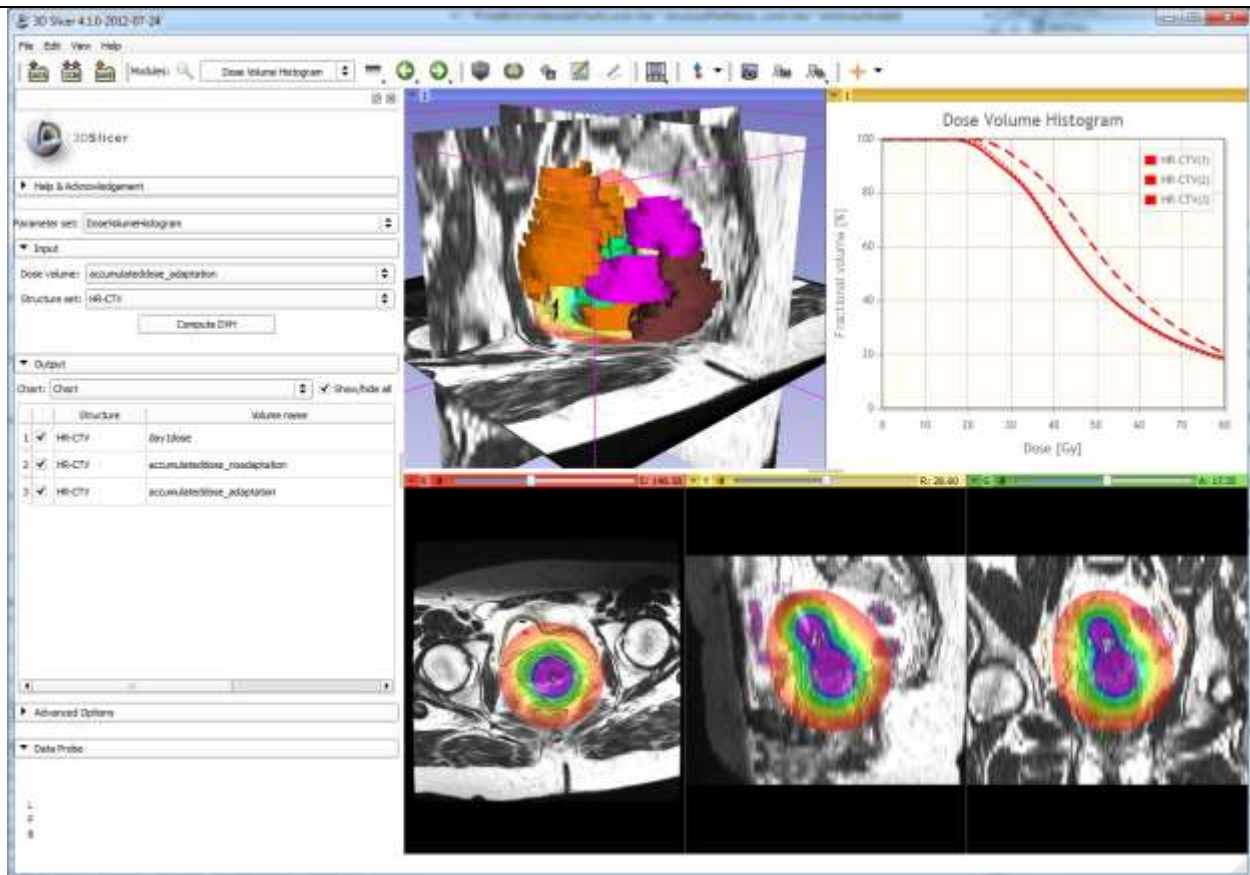 3D Slicer 4.1.0-2012-07-24
File Edit View Help
Modules: Dose Volume Histogram
3DSlicer
Help & Acknowledgement
Parameter set: DoseVolumeHistogram
Input
Dose volume: accumulateddose_adaptation
Structure set: HR-CTV
Compute DVH
Output
Chart: Chart Show/hide all
Structure Volume name
1 HR-CTV day1dose
2 HR-CTV accumulateddose_noadaptation
3 HR-CTV accumulateddose_adaptation
Advanced Options
Data Probe
L
F
B
1
1
Dose Volume Histogram
HR-CTV(1)
HR-CTV(2)
HR-CTV(3)
Fractional volume [%]
100
80
60
40
20
0
0 10 20 30 40 50 60 70 80
Dose [Gy]
Y R: 28.60
G